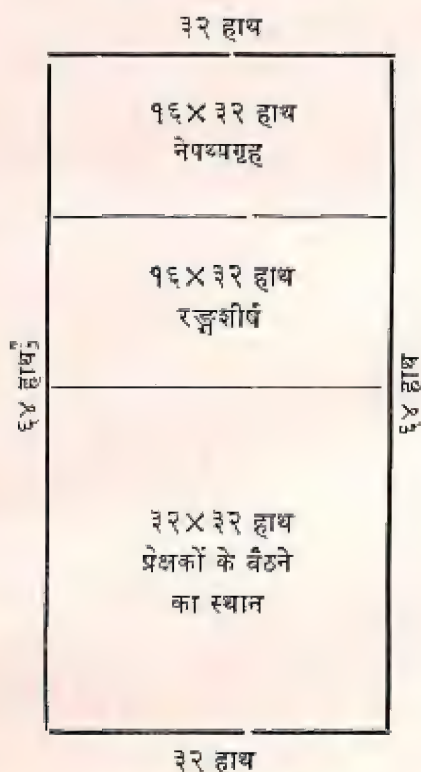 ३२ हाथ
१६×३२ हाथ
नेपथ्यगृह
१६×३२ हाथ
रङ्गशीर्ष
६४ हाथ
६४ हाथ
३२×३२ हाथ
प्रेक्षकों के बैठने
का स्थान
३२ हाथ